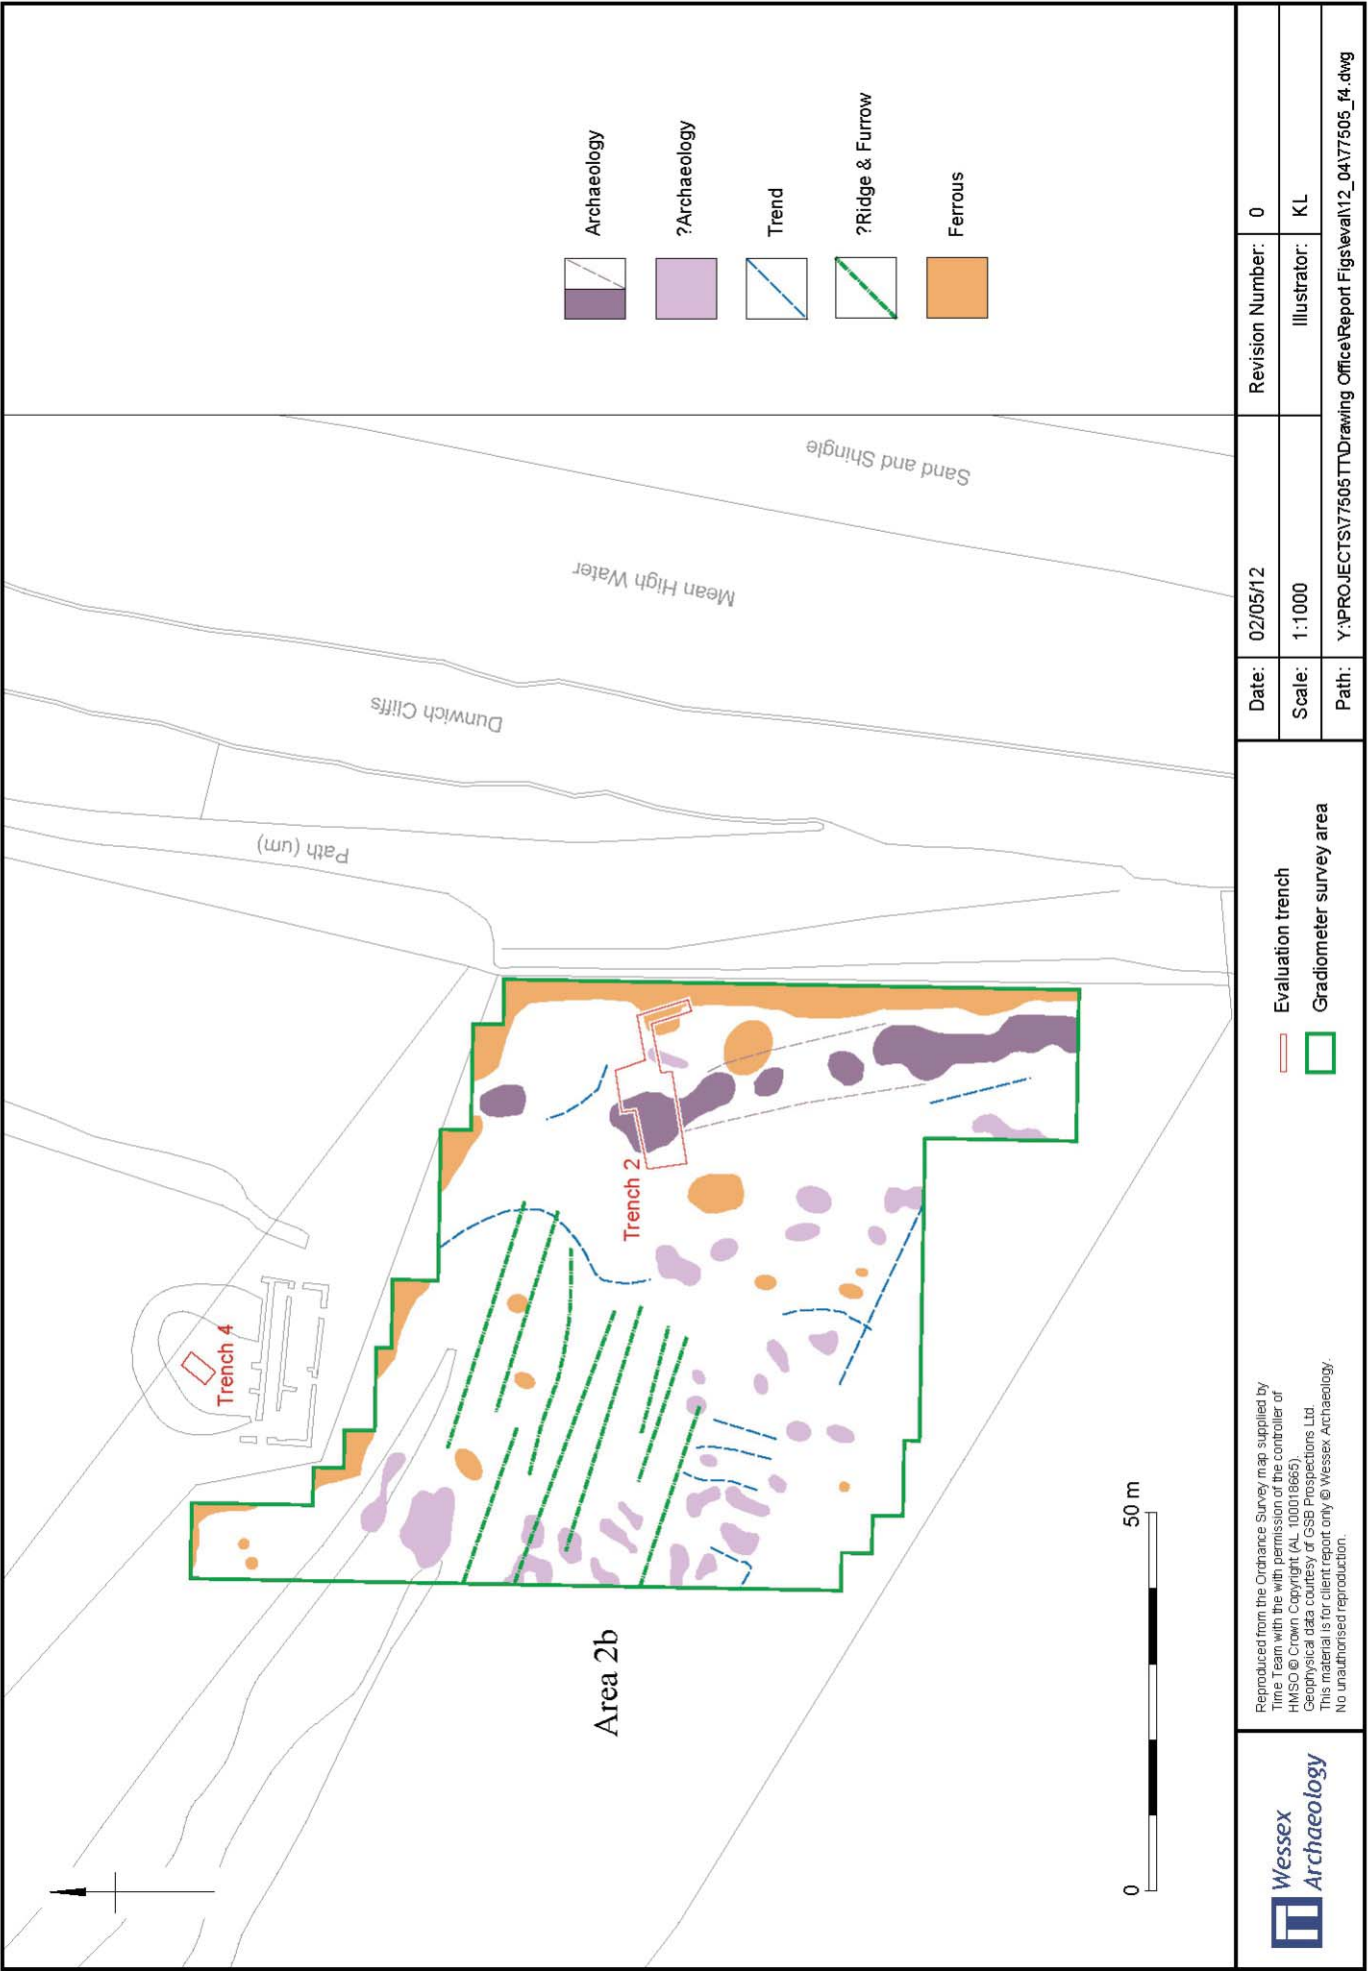 Archaeology
?Archaeology
Trend
?Ridge & Furrow
Ferrous
Sand and Shingle
Mean High Water
Dunwich Cliffs
Path (um)
Trench 4
Trench 2
Area 2b
0
50 m
Wessex
Archaeology
Reproduced from the Ordnance Survey map supplied by
Time Team with the with permission of the controller of
HMSO © Crown Copyright (AL 100018665).
Geophysical data courtesy of GSB Prospections Ltd.
This material is for client report only © Wessex Archaeology.
No unauthorised reproduction.
Evaluation trench
Gradiometer survey area
Date: 02/05/12 Revision Number: 0
Scale: 1:1000 Illustrator: KL
Path: Y:\PROJECTS\77505TT\Drawing Office\Report Figs\eval\12_04\77505_f4.dwg